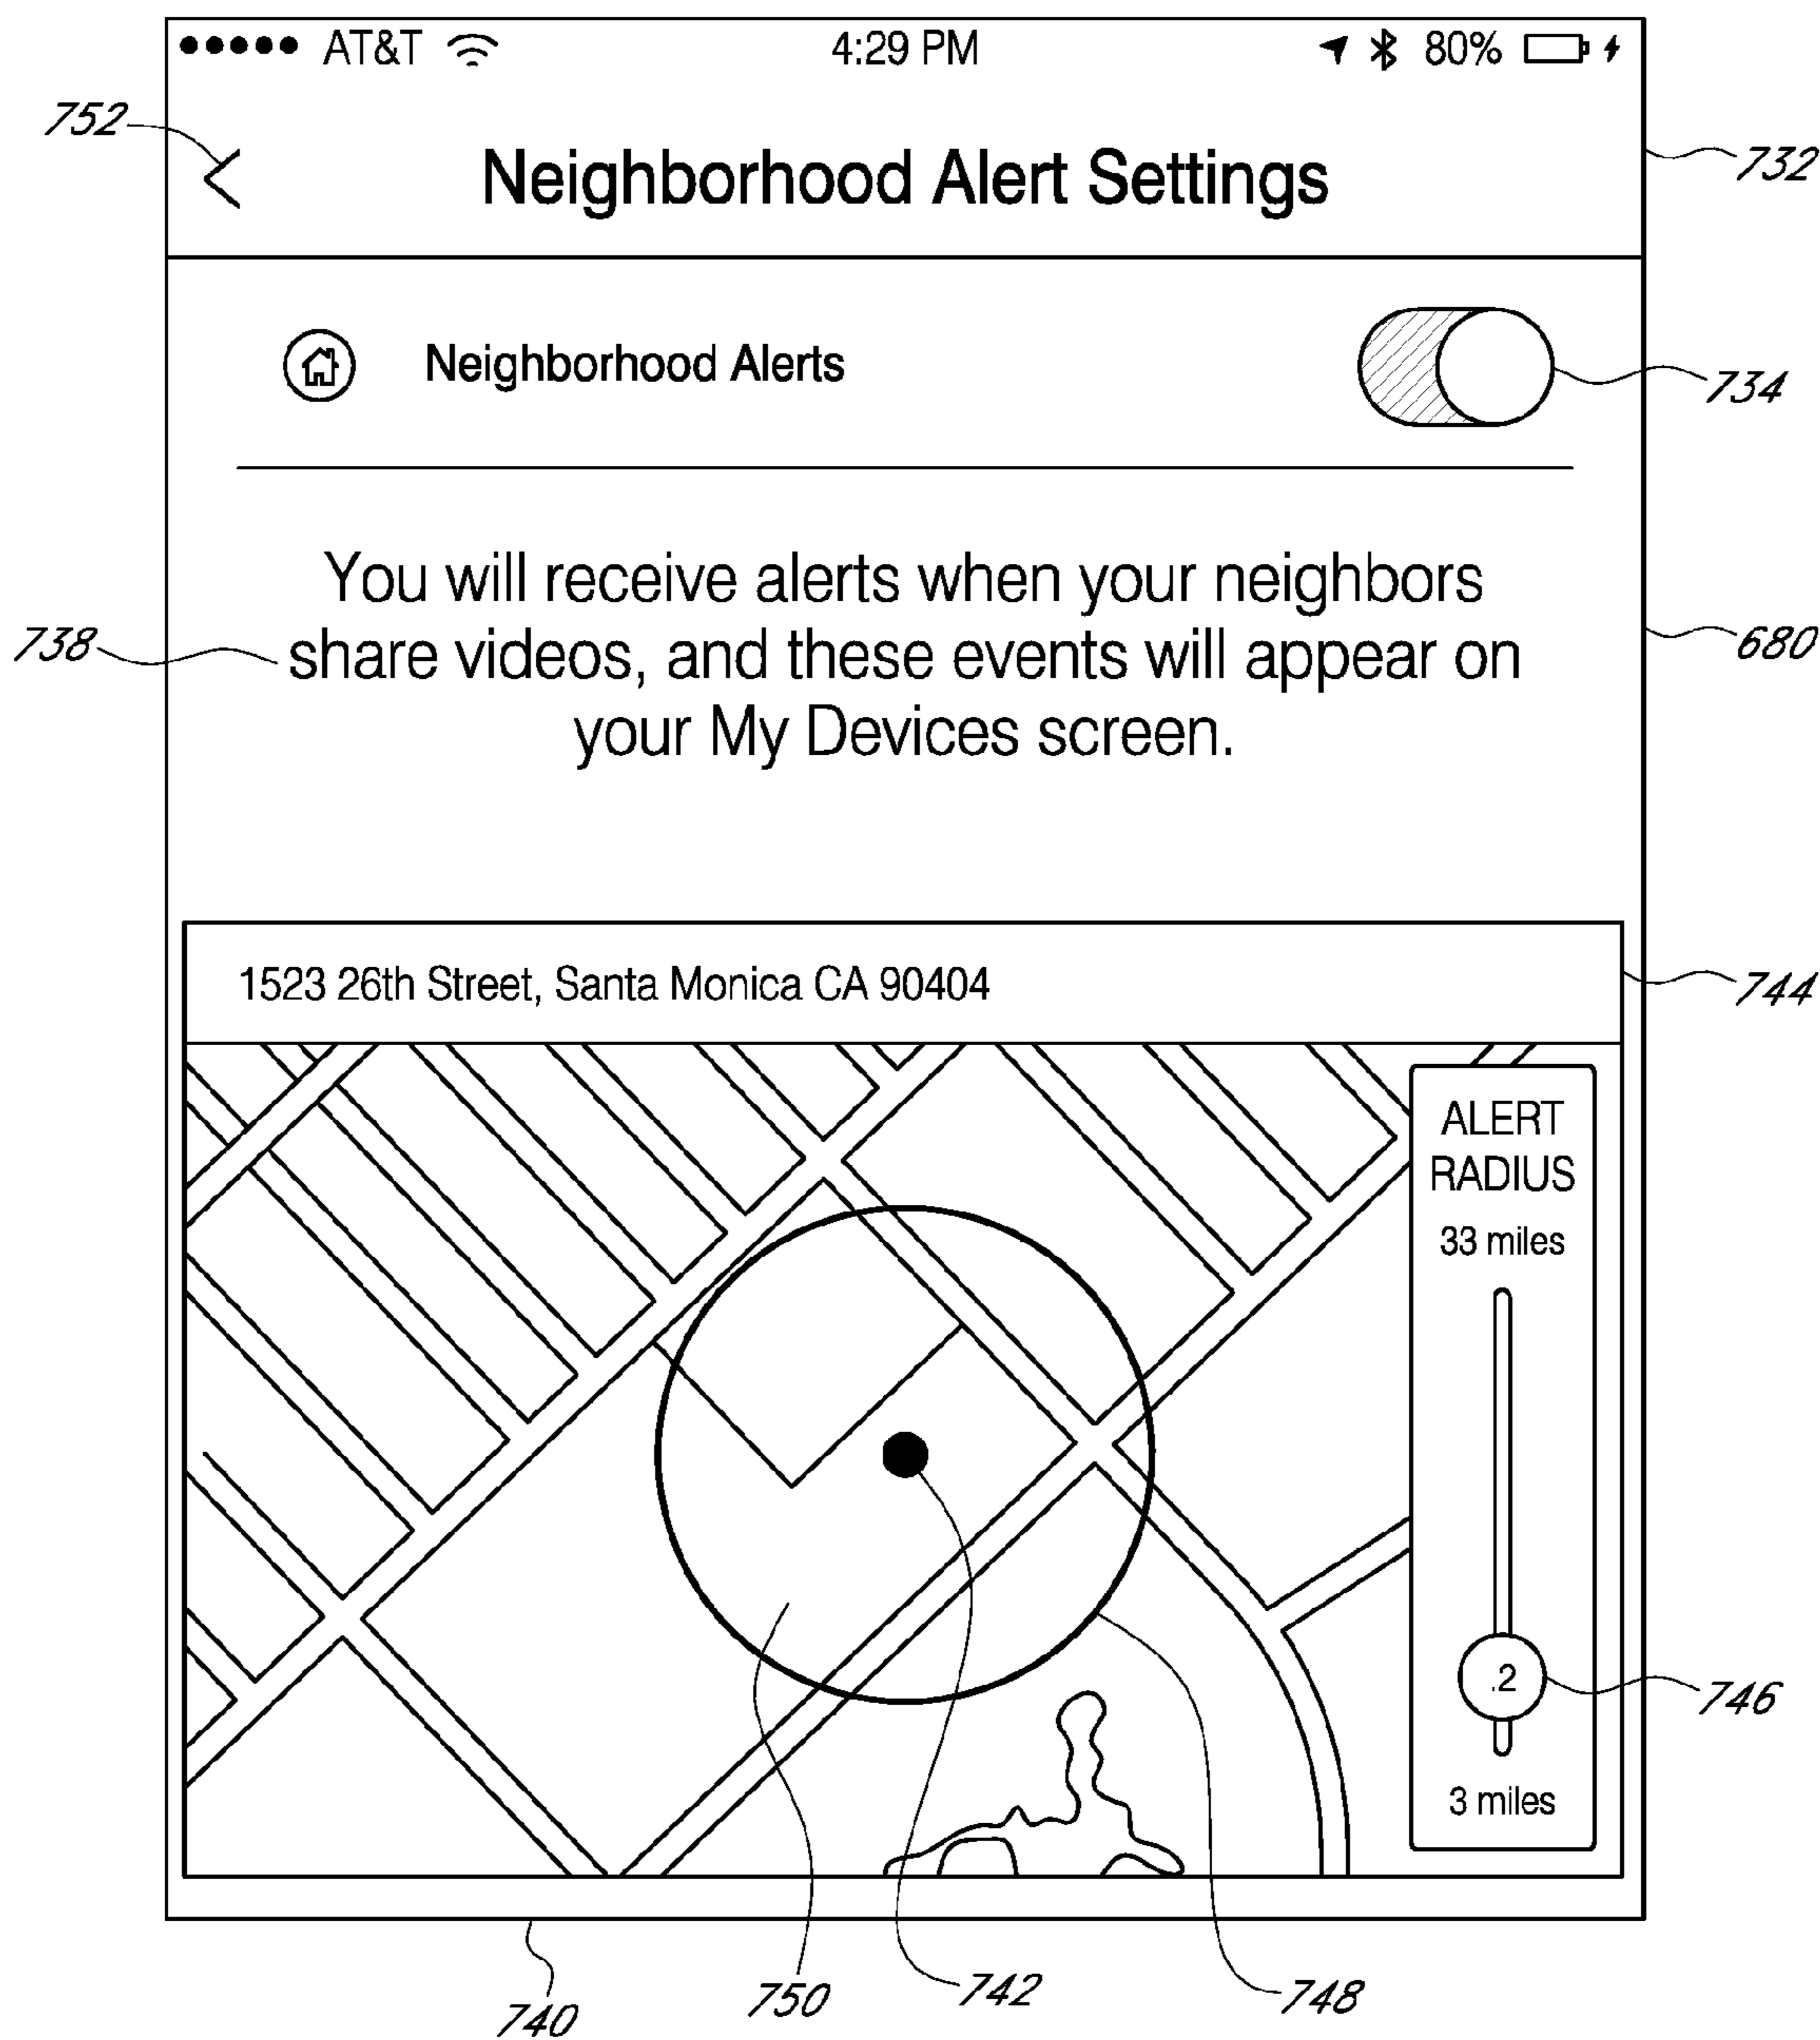 AT&T 4:29 PM 80%
752
Neighborhood Alert Settings
732
Neighborhood Alerts
734
You will receive alerts when your neighbors
share videos, and these events will appear on
your My Devices screen.
738
680
1523 26th Street, Santa Monica CA 90404
744
ALERT
RADIUS
33 miles
.2
746
3 miles
740
750
742
748